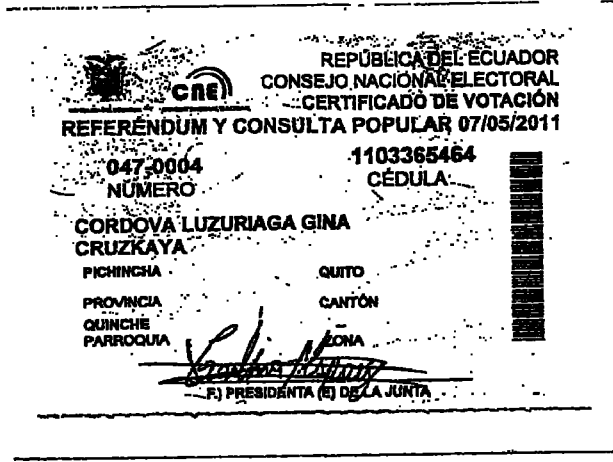 REPÚBLICA DEL ECUADOR
CNE
CONSEJO NACIONAL ELECTORAL
CERTIFICADO DE VOTACIÓN
REFERÉNDUM Y CONSULTA POPULAR 07/05/2011
047-0004
1103365464
NÚMERO
CÉDULA
CORDOVA LUZURIAGA GINA
CRUZKAYA
PICHINCHA
QUITO
PROVINCIA
CANTÓN
QUINCHE
PARROQUIA
ZONA
F.) PRESIDENTA (E) DE LA JUNTA